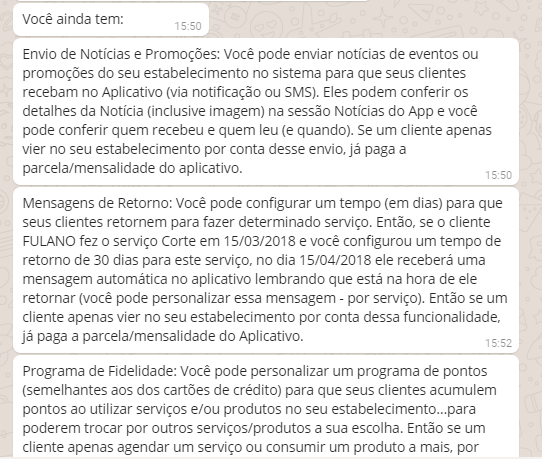 Você ainda tem:
15:50
Envio de Notícias e Promoções: Você pode enviar notícias de eventos ou
promoções do seu estabelecimento no sistema para que seus clientes
recebam no Aplicativo (via notificação ou SMS). Eles podem conferir os
detalhes da Notícia (inclusive imagem) na sessão Notícias do App e você
pode conferir quem recebeu e quem leu (e quando). Se um cliente apenas
vier no seu estabelecimento por conta desse envio, já paga a
parcela/mensalidade do aplicativo.
15:50
Mensagens de Retorno: Você pode configurar um tempo (em dias) para que
seus clientes retornem para fazer determinado serviço. Então, se o cliente
FULANO fez o serviço Corte em 15/03/2018 e você configurou um tempo de
retorno de 30 dias para este serviço, no dia 15/04/2018 ele receberá uma
mensagem automática no aplicativo lembrando que está na hora de ele
retornar (você pode personalizar essa mensagem - por serviço). Então se um
cliente apenas vier no seu estabelecimento por conta dessa funcionalidade,
já paga a parcela/mensalidade do Aplicativo.
15:52
Programa de Fidelidade: Você pode personalizar um programa de pontos
(semelhantes aos dos cartões de crédito) para que seus clientes acumulem
pontos ao utilizar serviços e/ou produtos no seu estabelecimento...para
poderem trocar por outros serviços/produtos a sua escolha. Então se um
cliente apenas agendar um serviço ou consumir um produto a mais, por